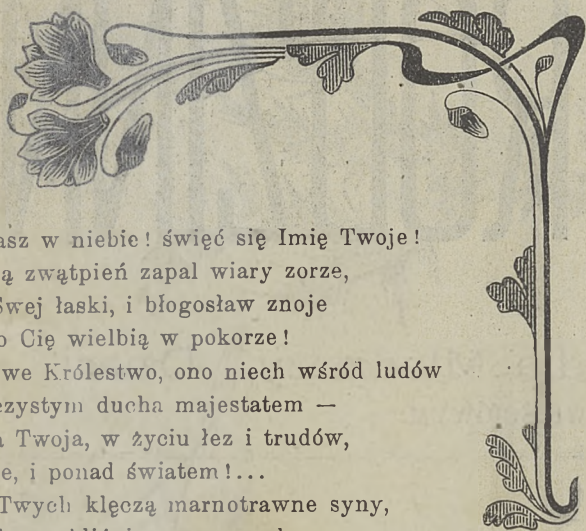 asz w niebie! święć się Imię Twoje!
ą zwątpień zapal wiary zorze,
Swej łaski, i błogosław znoje
o Cię wielbią w pokorze!
we Królestwo, ono niech wśród ludów
czystym ducha majestatem —
a Twoja, w życiu łez i trudów,
e, i ponad światem!...
Twych klęczą marnotrawne syny,